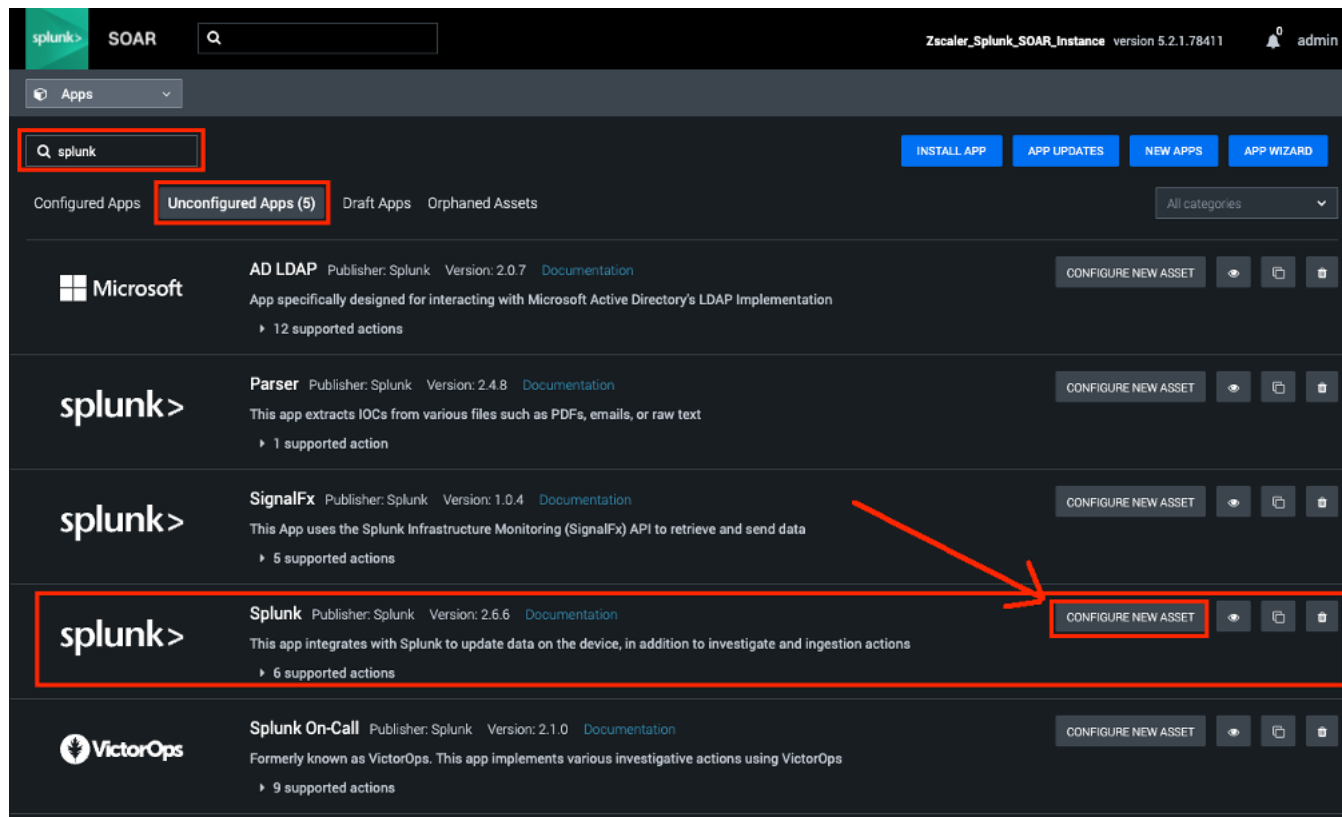 splunk> SOAR Zscaler_Splunk_SOAR_Instance version 5.2.1.78411 0 admin
Apps
splunk INSTALL APP APP UPDATES NEW APPS APP WIZARD
Configured Apps Unconfigured Apps (5) Draft Apps Orphaned Assets All categories
Microsoft AD LDAP Publisher: Splunk Version: 2.0.7 Documentation CONFIGURE NEW ASSET
App specifically designed for interacting with Microsoft Active Directory's LDAP Implementation
12 supported actions
splunk> Parser Publisher: Splunk Version: 2.4.8 Documentation CONFIGURE NEW ASSET
This app extracts IOCs from various files such as PDFs, emails, or raw text
1 supported action
splunk> SignalFx Publisher: Splunk Version: 1.0.4 Documentation CONFIGURE NEW ASSET
This App uses the Splunk Infrastructure Monitoring (SignalFx) API to retrieve and send data
5 supported actions
splunk> Splunk Publisher: Splunk Version: 2.6.6 Documentation CONFIGURE NEW ASSET
This app integrates with Splunk to update data on the device, in addition to investigate and ingestion actions
6 supported actions
VictorOps Splunk On-Call Publisher: Splunk Version: 2.1.0 Documentation CONFIGURE NEW ASSET
Formerly known as VictorOps. This app implements various investigative actions using VictorOps
9 supported actions